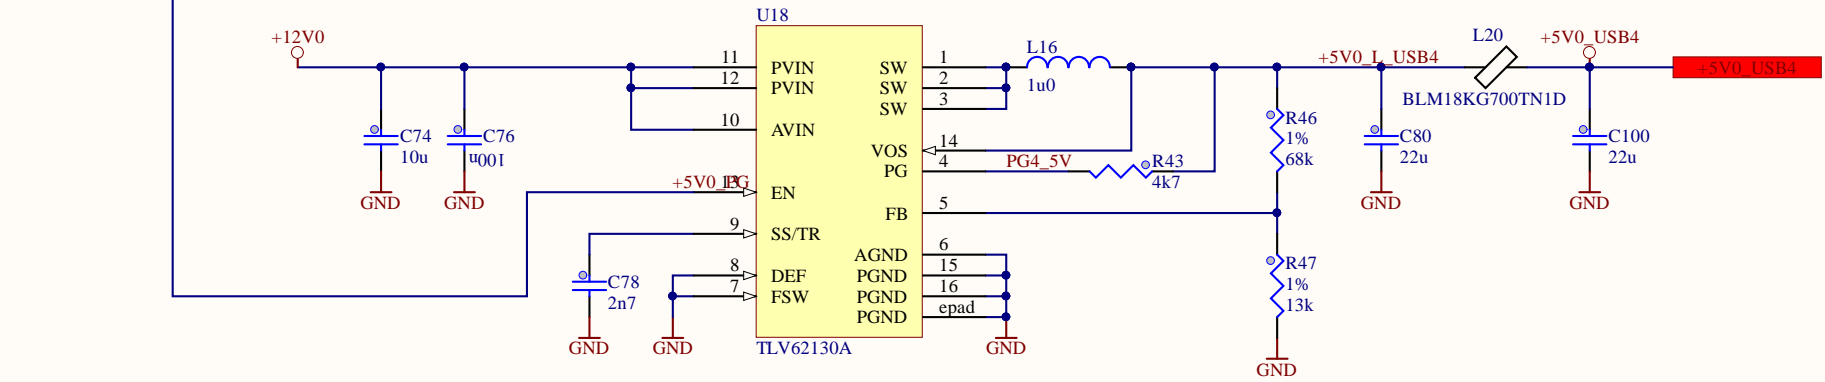 U18
+12V0
11
PVIN
12
PVIN
10
AVIN
+5V0_PG
13
EN
9
SS/TR
8
DEF
7
FSW
TLV62130A
C74
10u
GND
C76
100n
GND
C78
2n7
GND
GND
SW
1
SW
2
SW
3
VOS
14
PG
4
FB
5
AGND
6
PGND
15
PGND
16
PGND
epad
GND
L16
1u0
PG4_5V
R43
4k7
R46
1%
68k
R47
1%
13k
GND
+5V0_L_USB4
C80
22u
GND
L20
BLM18KG700TN1D
+5V0_USB4
C100
22u
GND
+5V0_USB4